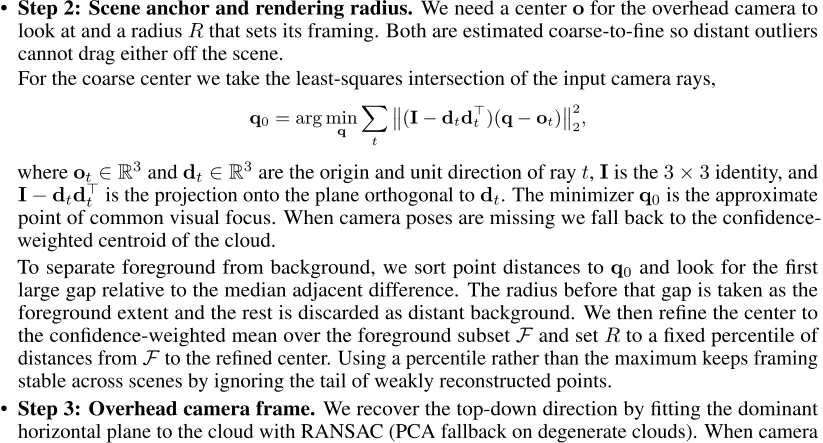 • Step 2: Scene anchor and rendering radius. We need a center o for the overhead camera to
look at and a radius R that sets its framing. Both are estimated coarse-to-fine so distant outliers
cannot drag either off the scene.
For the coarse center we take the least-squares intersection of the input camera rays,
q₀ = arg min_q ∑_t ‖(I − d_t d_t^⊤)(q − o_t)‖₂²,
where o_t ∈ ℝ³ and d_t ∈ ℝ³ are the origin and unit direction of ray t, I is the 3 × 3 identity, and
I − d_t d_t^⊤ is the projection onto the plane orthogonal to d_t. The minimizer q₀ is the approximate
point of common visual focus. When camera poses are missing we fall back to the confidence-
weighted centroid of the cloud.
To separate foreground from background, we sort point distances to q₀ and look for the first
large gap relative to the median adjacent difference. The radius before that gap is taken as the
foreground extent and the rest is discarded as distant background. We then refine the center to
the confidence-weighted mean over the foreground subset ℱ and set R to a fixed percentile of
distances from ℱ to the refined center. Using a percentile rather than the maximum keeps framing
stable across scenes by ignoring the tail of weakly reconstructed points.
• Step 3: Overhead camera frame. We recover the top-down direction by fitting the dominant
horizontal plane to the cloud with RANSAC (PCA fallback on degenerate clouds). When camera